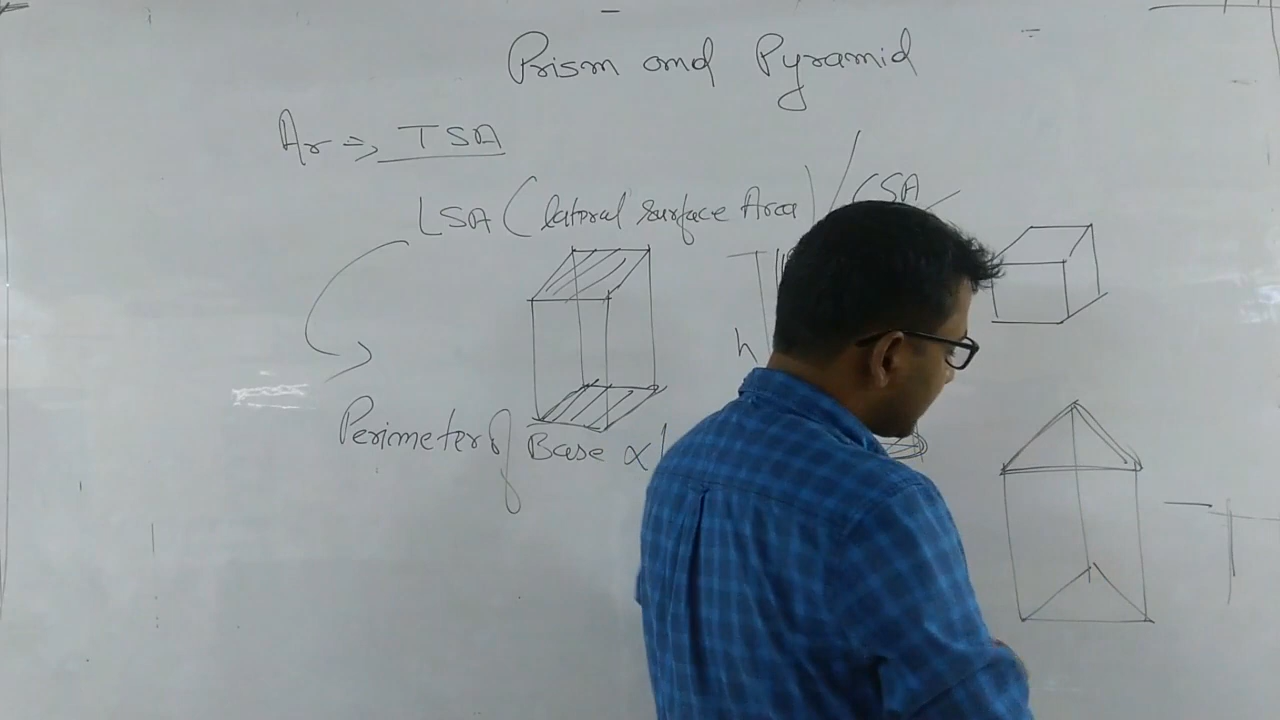 Prism and Pyramid
Ar => TSA
LSA (lateral surface Area) / CSA
h
Perimeter of Base x